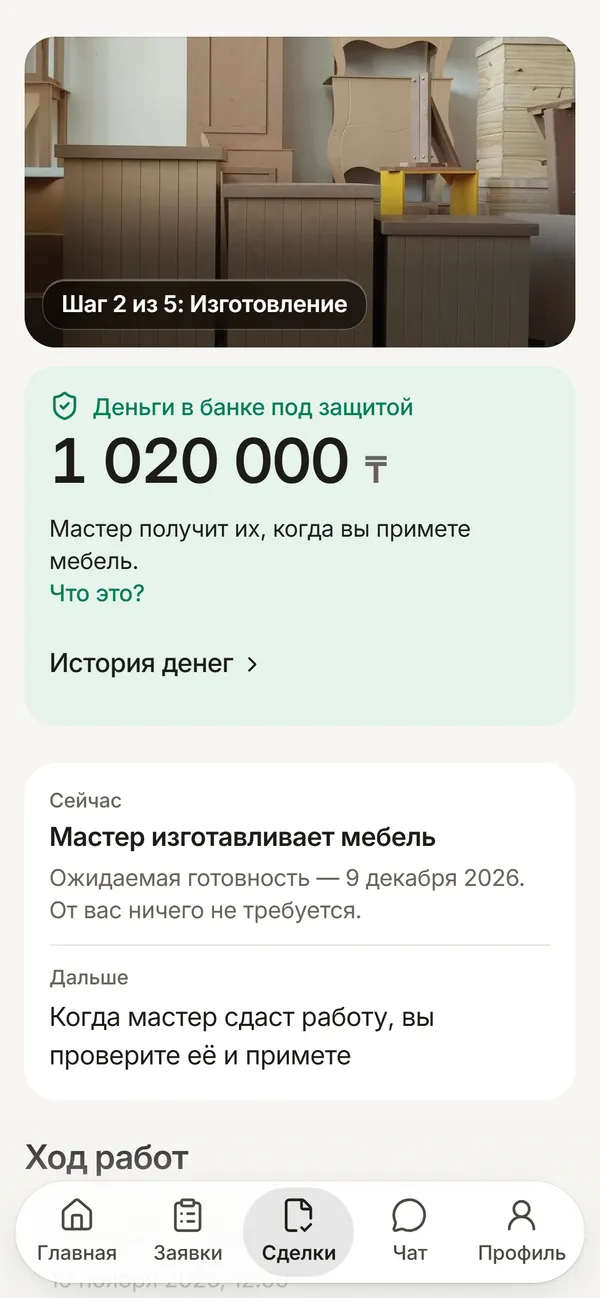 Шаг 2 из 5: Изготовление
Деньги в банке под защитой
1 020 000 ₸
Мастер получит их, когда вы примете
мебель.
Что это?
История денег
Сейчас
Мастер изготавливает мебель
Ожидаемая готовность — 9 декабря 2026.
От вас ничего не требуется.
Дальше
Когда мастер сдаст работу, вы
проверите её и примете
Ход работ
Главная Заявки Сделки Чат Профиль